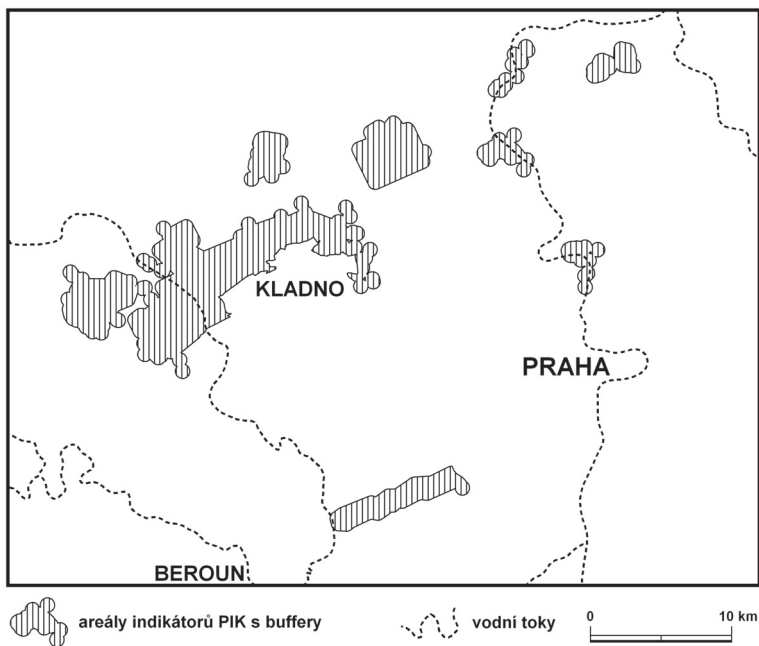 KLADNO
PRAHA
BEROUN
areály indikátorů PIK s buffery
vodní toky
0 10 km